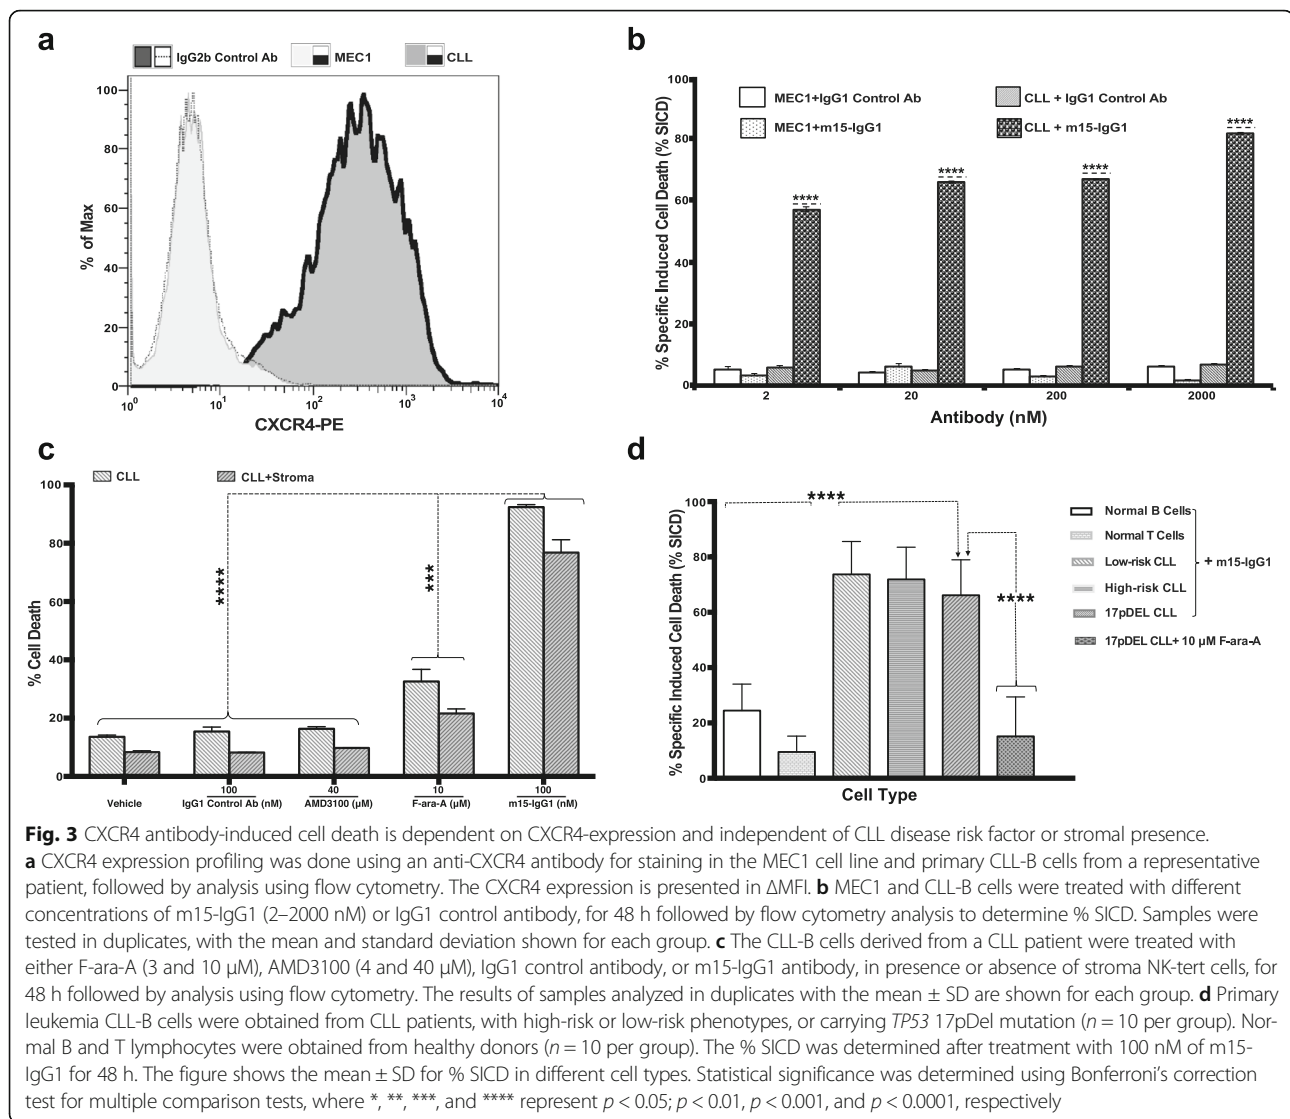 a
IgG2b Control Ab MEC1 CLL
% of Max
100
80
60
40
20
0
10^0 10^1 10^2 10^3 10^4
CXCR4-PE
b
% Specific Induced Cell Death (% SICD)
MEC1+IgG1 Control Ab CLL + IgG1 Control Ab
MEC1+m15-IgG1 CLL + m15-IgG1
100
80
60
40
20
0
**** **** **** ****
2 20 200 2000
Antibody (nM)
c
CLL CLL+Stroma
% Cell Death
100
80
60
40
20
0
**** ***
100 40 10 100
Vehicle IgG1 Control Ab (nM) AMD3100 (μM) F-ara-A (μM) m15-IgG1 (nM)
d
% Specific Induced Cell Death (% SICD)
100
80
60
40
20
0
****
****
Cell Type
Normal B Cells
Normal T Cells
Low-risk CLL
+ m15-IgG1
High-risk CLL
17pDEL CLL
17pDEL CLL+ 10 μM F-ara-A
Fig. 3 CXCR4 antibody-induced cell death is dependent on CXCR4-expression and independent of CLL disease risk factor or stromal presence.
a CXCR4 expression profiling was done using an anti-CXCR4 antibody for staining in the MEC1 cell line and primary CLL-B cells from a representative
patient, followed by analysis using flow cytometry. The CXCR4 expression is presented in ΔMFI. b MEC1 and CLL-B cells were treated with different
concentrations of m15-IgG1 (2–2000 nM) or IgG1 control antibody, for 48 h followed by flow cytometry analysis to determine % SICD. Samples were
tested in duplicates, with the mean and standard deviation shown for each group. c The CLL-B cells derived from a CLL patient were treated with
either F-ara-A (3 and 10 μM), AMD3100 (4 and 40 μM), IgG1 control antibody, or m15-IgG1 antibody, in presence or absence of stroma NK-tert cells, for
48 h followed by analysis using flow cytometry. The results of samples analyzed in duplicates with the mean ± SD are shown for each group. d Primary
leukemia CLL-B cells were obtained from CLL patients, with high-risk or low-risk phenotypes, or carrying TP53 17pDel mutation (n = 10 per group). Nor-
mal B and T lymphocytes were obtained from healthy donors (n = 10 per group). The % SICD was determined after treatment with 100 nM of m15-
IgG1 for 48 h. The figure shows the mean ± SD for % SICD in different cell types. Statistical significance was determined using Bonferroni's correction
test for multiple comparison tests, where *, **, ***, and **** represent p < 0.05; p < 0.01, p < 0.001, and p < 0.0001, respectively